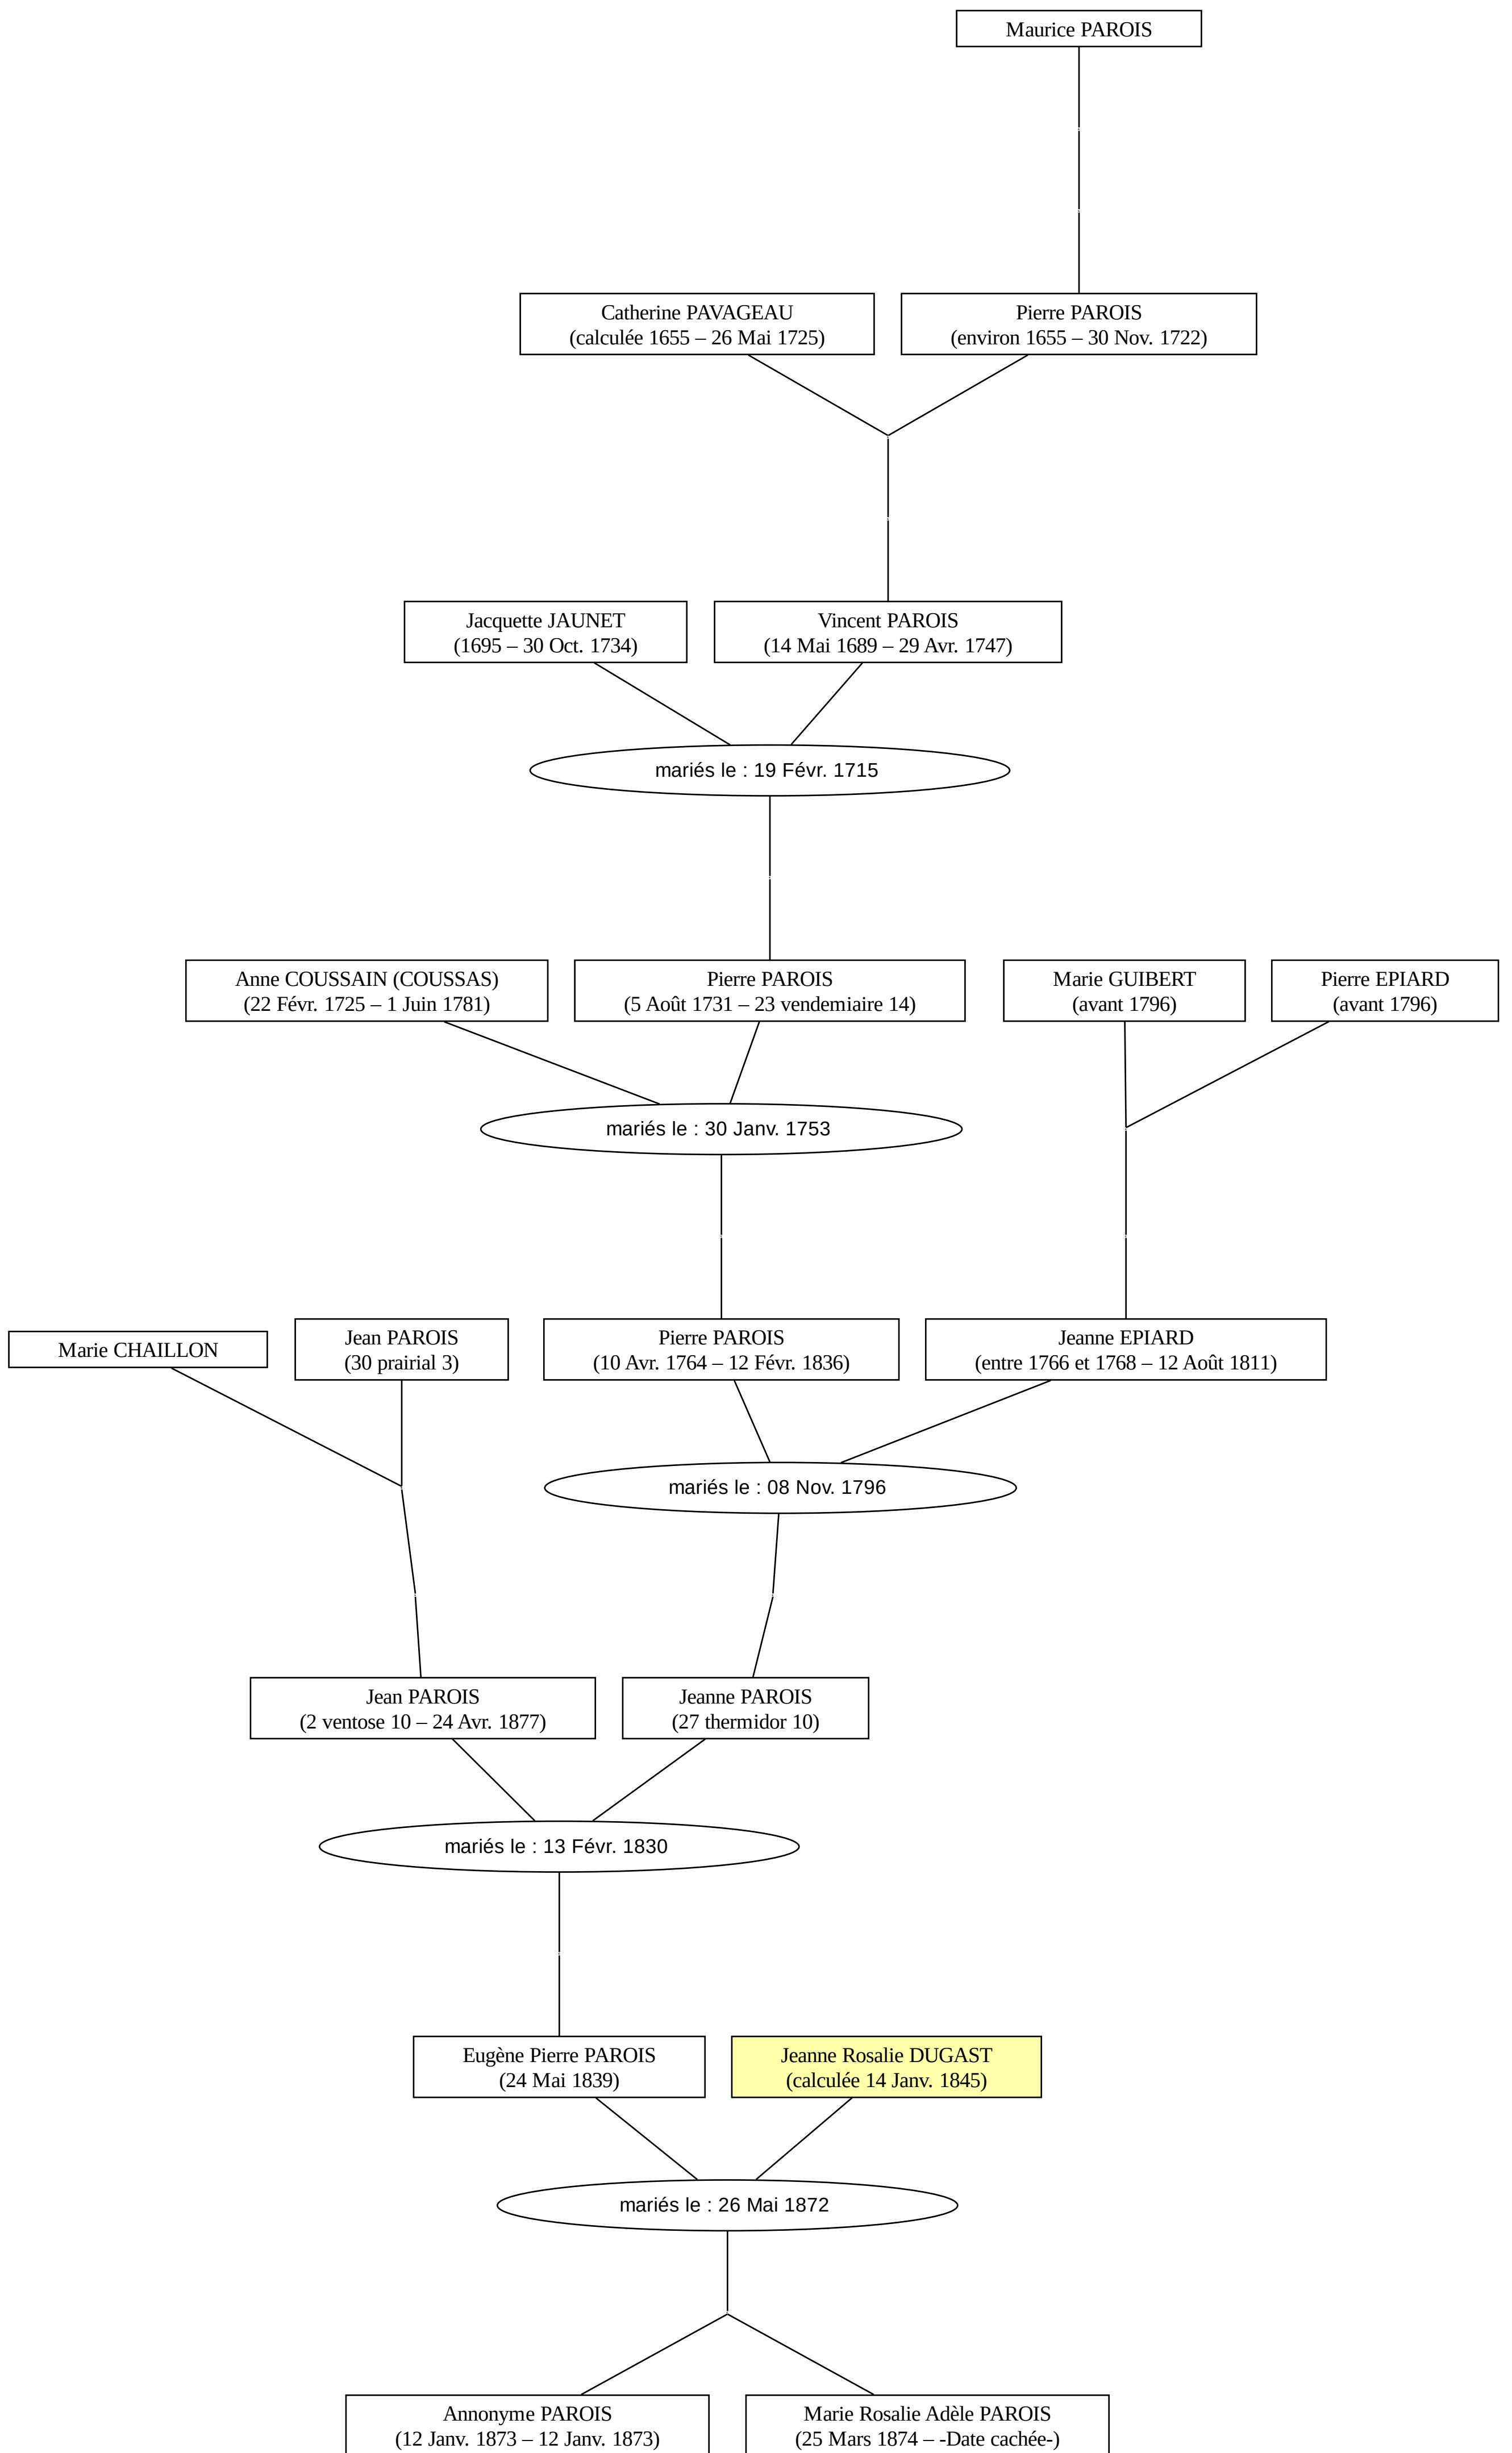 Maurice PAROIS
Catherine PAVAGEAU
(calculée 1655 – 26 Mai 1725)
Pierre PAROIS
(environ 1655 – 30 Nov. 1722)
Jacquette JAUNET
(1695 – 30 Oct. 1734)
Vincent PAROIS
(14 Mai 1689 – 29 Avr. 1747)
mariés le : 19 Févr. 1715
Anne COUSSAIN (COUSSAS)
(22 Févr. 1725 – 1 Juin 1781)
Pierre PAROIS
(5 Août 1731 – 23 vendemiaire 14)
Marie GUIBERT
(avant 1796)
Pierre EPIARD
(avant 1796)
mariés le : 30 Janv. 1753
Marie CHAILLON
Jean PAROIS
(30 prairial 3)
Pierre PAROIS
(10 Avr. 1764 – 12 Févr. 1836)
Jeanne EPIARD
(entre 1766 et 1768 – 12 Août 1811)
mariés le : 08 Nov. 1796
Jean PAROIS
(2 ventose 10 – 24 Avr. 1877)
Jeanne PAROIS
(27 thermidor 10)
mariés le : 13 Févr. 1830
Eugène Pierre PAROIS
(24 Mai 1839)
Jeanne Rosalie DUGAST
(calculée 14 Janv. 1845)
mariés le : 26 Mai 1872
Annonyme PAROIS
(12 Janv. 1873 – 12 Janv. 1873)
Marie Rosalie Adèle PAROIS
(25 Mars 1874 – -Date cachée-)